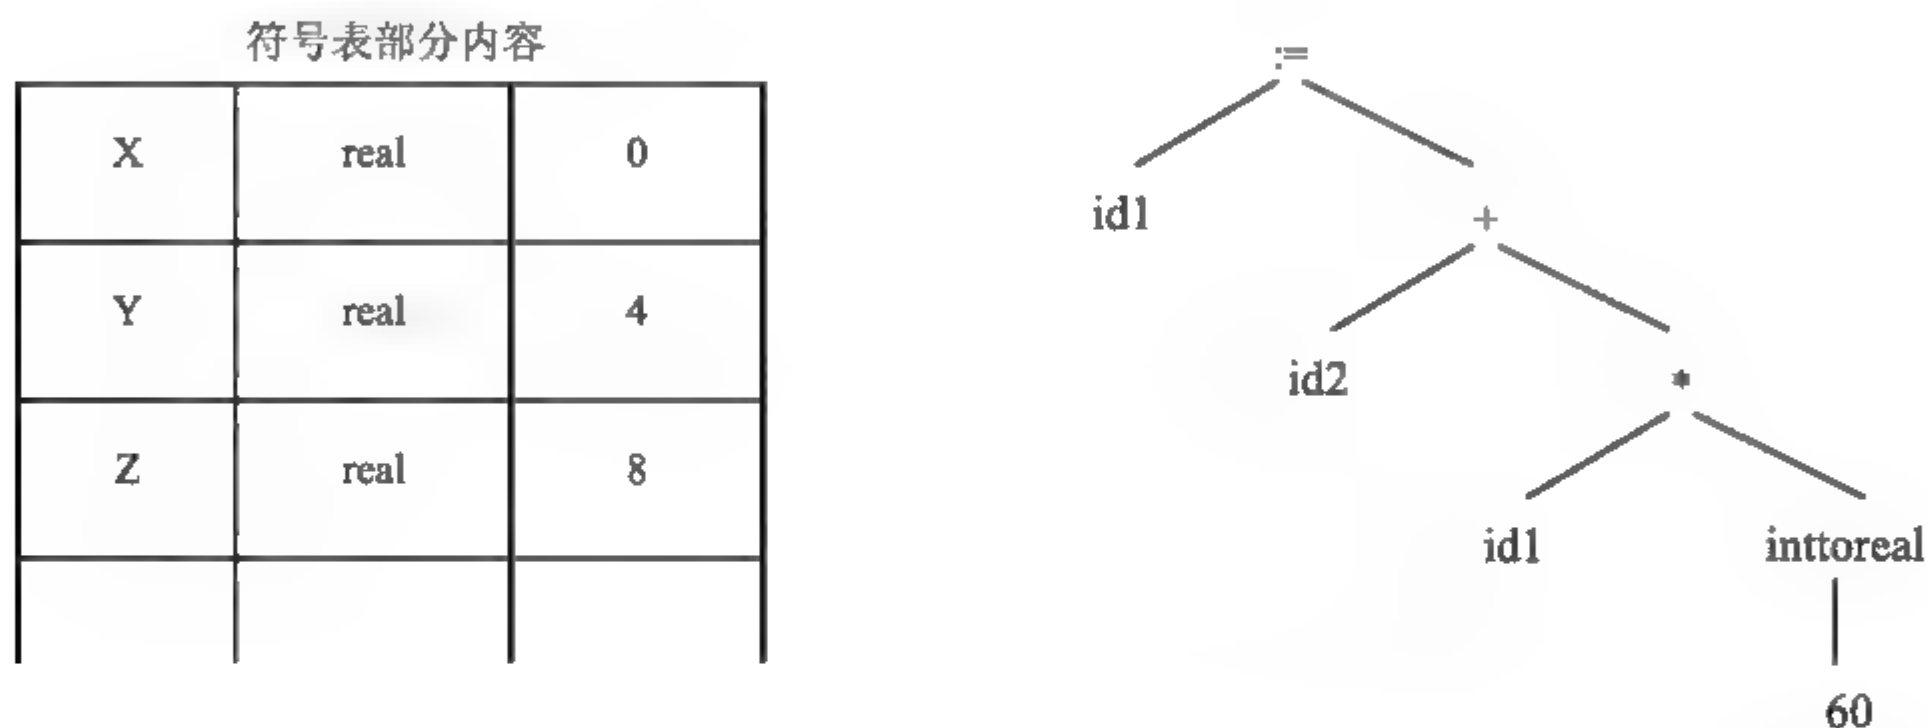 符号表部分内容
X real 0
Y real 4
Z real 8
:=
id1 +
id2 *
id1 inttoreal
60